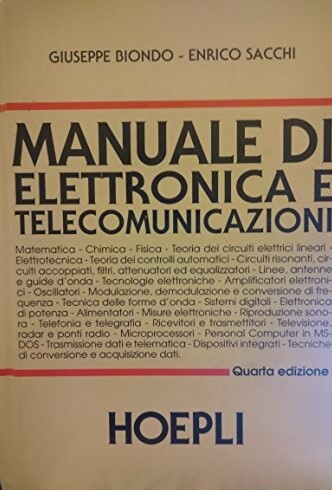 GIUSEPPE BIONDO - ENRICO SACCHI
MANUALE DI
ELETTRONICA E
TELECOMUNICAZIONI
Matematica - Chimica - Fisica - Teoria dei circuiti elettrici lineari -
Elettrotecnica - Teoria dei controlli automatici - Circuiti risonanti, cir-
cuiti accoppiati, filtri, attenuatori ed equalizzatori - Linee, antenne
e guide d'onda - Tecnologie elettroniche - Amplificatori elettroni-
ci - Oscillatori - Modulazione, demodulazione e conversione di fre-
quenza - Tecnica delle forme d'onda - Sistemi digitali - Elettronica
di potenza - Alimentatori - Misure elettroniche - Riproduzione sono-
ra - Telefonia e telegrafia - Ricevitori e trasmettitori - Televisione,
radar e ponti radio - Microprocessori - Personal Computer in MS-
DOS - Trasmissione dati e telematica - Dispositivi integrati - Tecniche
di conversione e acquisizione dati.
Quarta edizione
HOEPLI